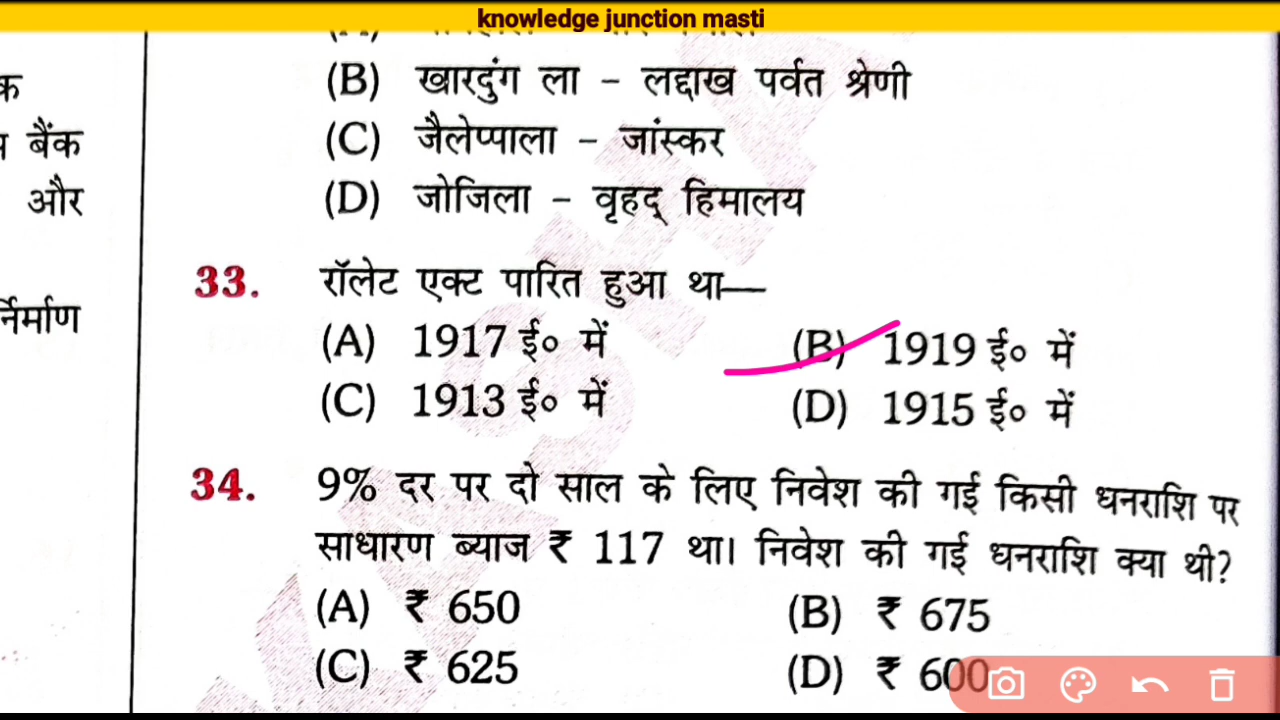 knowledge junction masti
(B) खारदुंग ला – लद्दाख पर्वत श्रेणी
क
(C) जैलेप्पाला – जांस्कर
बैंक
(D) जोजिला – वृहद् हिमालय
और
33. रॉलेट एक्ट पारित हुआ था—
(A) 1917 ई० में (B) 1919 ई० में
(C) 1913 ई० में (D) 1915 ई० में
34. 9% दर पर दो साल के लिए निवेश की गई किसी धनराशि पर
साधारण ब्याज ₹ 117 था। निवेश की गई धनराशि क्या थी?
(A) ₹ 650 (B) ₹ 675
(C) ₹ 625 (D) ₹ 600